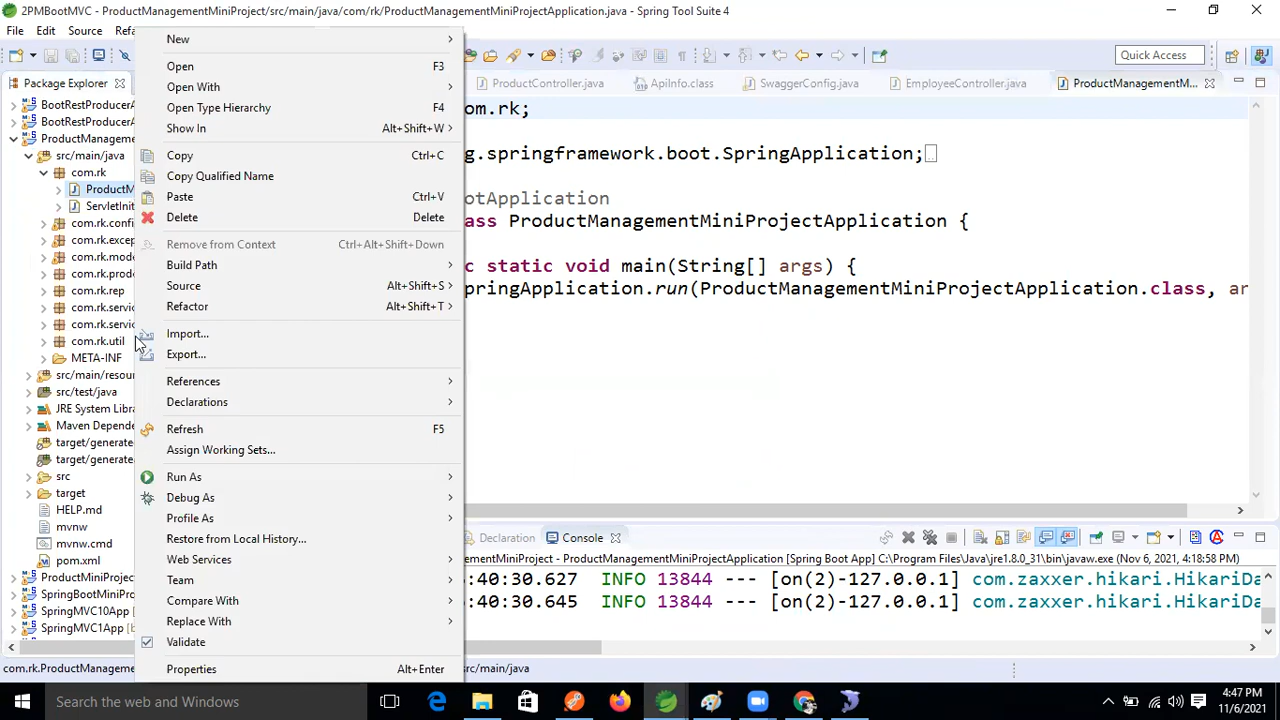 2PMBootMVC - ProductManagementMiniProject/src/main/java/com/rk/ProductManagementMiniProjectApplication.java - Spring Tool Suite 4
File Edit Source Refa
Quick Access
Package Explorer
ProductController.java ApiInfo.class SwaggerConfig.java EmployeeController.java ProductManagementM...
BootRestProducerA
BootRestProducerA
ProductManageme
src/main/java
com.rk
ProductM
ServletInit
com.rk.confi
com.rk.excep
com.rk.mode
com.rk.prod
com.rk.rep
com.rk.servic
com.rk.servic
com.rk.util
META-INF
src/main/resour
src/test/java
JRE System Libra
Maven Depende
target/generate
target/generate
src
target
HELP.md
mvnw
mvnw.cmd
pom.xml
ProductMiniProjec
SpringBootMiniPro
SpringMVC10App [
SpringMVC1App [b
New
Open F3
Open With
Open Type Hierarchy F4
Show In Alt+Shift+W
Copy Ctrl+C
Copy Qualified Name
Paste Ctrl+V
Delete Delete
Remove from Context Ctrl+Alt+Shift+Down
Build Path
Source Alt+Shift+S
Refactor Alt+Shift+T
Import...
Export...
References
Declarations
Refresh F5
Assign Working Sets...
Run As
Debug As
Profile As
Restore from Local History...
Web Services
Team
Compare With
Replace With
Validate
Properties Alt+Enter
om.rk;
g.springframework.boot.SpringApplication;
otApplication
ass ProductManagementMiniProjectApplication {
c static void main(String[] args) {
pringApplication.run(ProductManagementMiniProjectApplication.class, ar
Declaration Console
ementMiniProject - ProductManagementMiniProjectApplication [Spring Boot App] C:\Program Files\Java\jre1.8.0_31\bin\javaw.exe (Nov 6, 2021, 4:18:58 PM)
:40:30.627 INFO 13844 --- [on(2)-127.0.0.1] com.zaxxer.hikari.HikariDa
:40:30.645 INFO 13844 --- [on(2)-127.0.0.1] com.zaxxer.hikari.HikariDa
com.rk.ProductManageme
src/main/java
Search the web and Windows
4:47 PM
11/6/2021